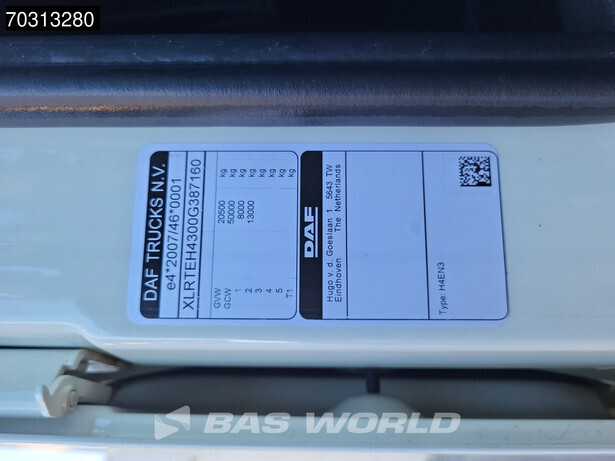 70313280
DAF TRUCKS N.V.
e4*2007/46*0001
XLRTEH4300G387160
GVW 20500 kg
GCW 50000 kg
1 8000 kg
2 13000 kg
3 kg
4 kg
5 kg
T1 kg
DAF
Hugo v. d. Goeslaan 1 5643 TW
Eindhoven The Netherlands
Type: H4EN3
BAS WORLD